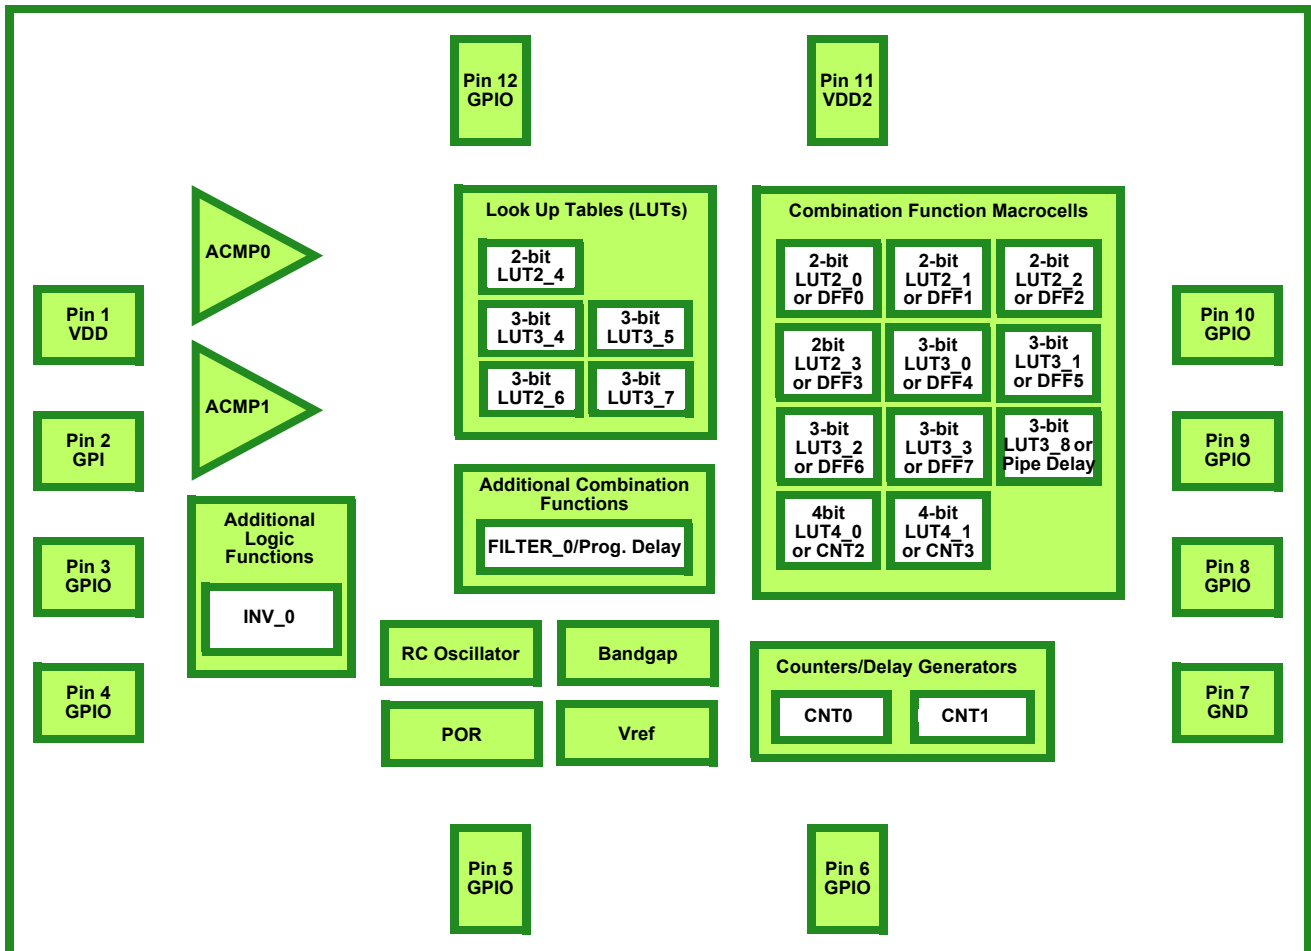 Pin 12
GPIO
Pin 11
VDD2
ACMP0
ACMP1
Pin 1
VDD
Pin 2
GPI
Pin 3
GPIO
Pin 4
GPIO
Additional
Logic
Functions
INV_0
Look Up Tables (LUTs)
2-bit
LUT2_4
3-bit
LUT3_4
3-bit
LUT3_5
3-bit
LUT2_6
3-bit
LUT3_7
Additional Combination
Functions
FILTER_0/Prog. Delay
RC Oscillator
Bandgap
POR
Vref
Combination Function Macrocells
2-bit
LUT2_0
or DFF0
2-bit
LUT2_1
or DFF1
2-bit
LUT2_2
or DFF2
2bit
LUT2_3
or DFF3
3-bit
LUT3_0
or DFF4
3-bit
LUT3_1
or DFF5
3-bit
LUT3_2
or DFF6
3-bit
LUT3_3
or DFF7
3-bit
LUT3_8 or
Pipe Delay
4bit
LUT4_0
or CNT2
4-bit
LUT4_1
or CNT3
Counters/Delay Generators
CNT0
CNT1
Pin 10
GPIO
Pin 9
GPIO
Pin 8
GPIO
Pin 7
GND
Pin 5
GPIO
Pin 6
GPIO